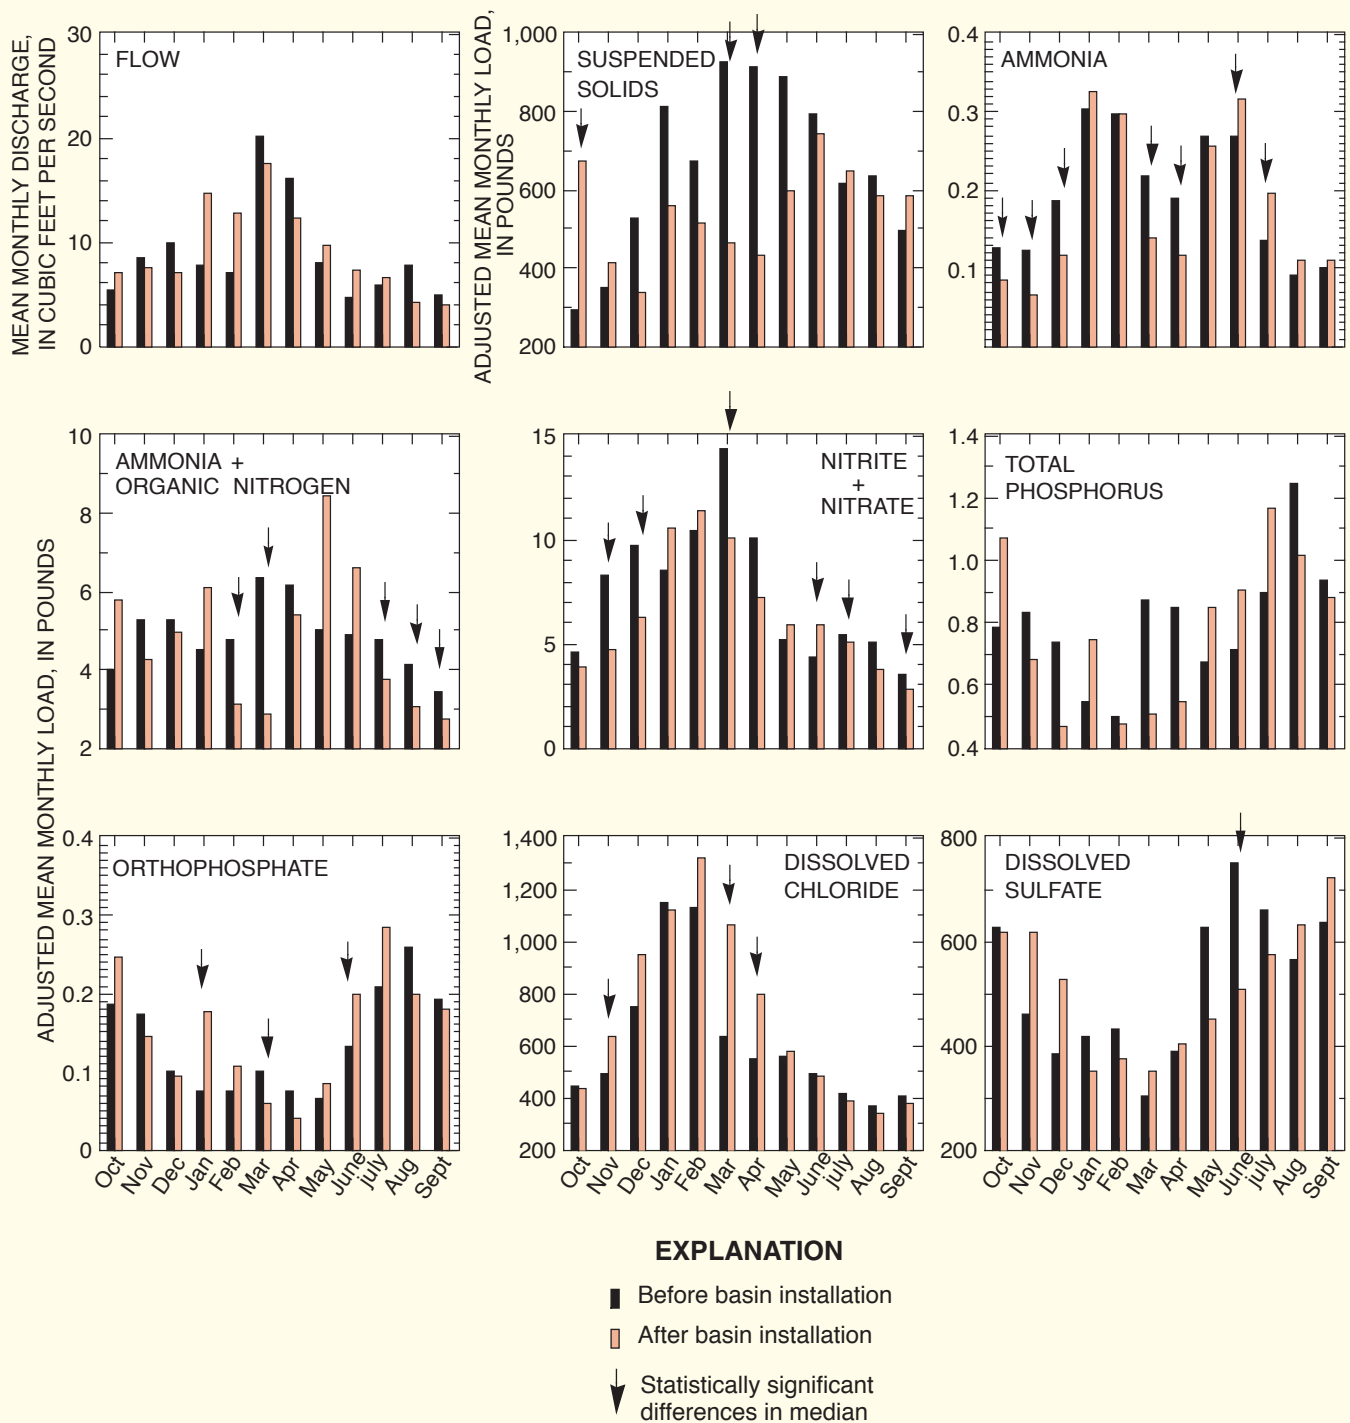 MEAN MONTHLY DISCHARGE,
IN CUBIC FEET PER SECOND
30
20
10
0
FLOW
ADJUSTED MEAN MONTHLY LOAD,
IN POUNDS
1,000
800
600
400
200
SUSPENDED
SOLIDS
0.4
0.3
0.2
0.1
AMMONIA
ADJUSTED MEAN MONTHLY LOAD, IN POUNDS
10
8
6
4
2
AMMONIA +
ORGANIC NITROGEN
15
10
5
0
NITRITE
+
NITRATE
1.4
1.2
1.0
0.8
0.6
0.4
TOTAL
PHOSPHORUS
0.4
0.3
0.2
0.1
0
ORTHOPHOSPHATE
Oct Nov Dec Jan Feb Mar Apr May June july Aug Sept
1,400
1,200
1,000
800
600
400
200
DISSOLVED
CHLORIDE
Oct Nov Dec Jan Feb Mar Apr May June july Aug Sept
800
600
400
200
DISSOLVED
SULFATE
Oct Nov Dec Jan Feb Mar Apr May June july Aug Sept
EXPLANATION
Before basin installation
After basin installation
Statistically significant
differences in median